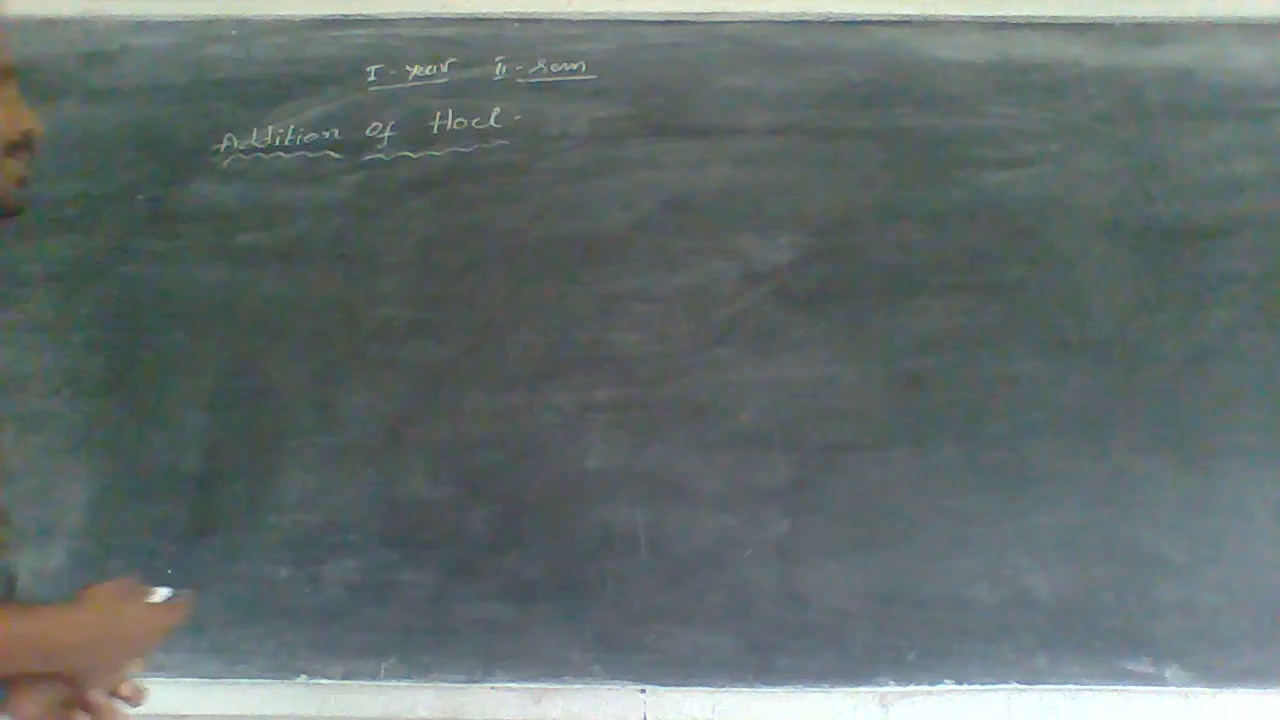 I - year II - sem
Addition of Hocl.